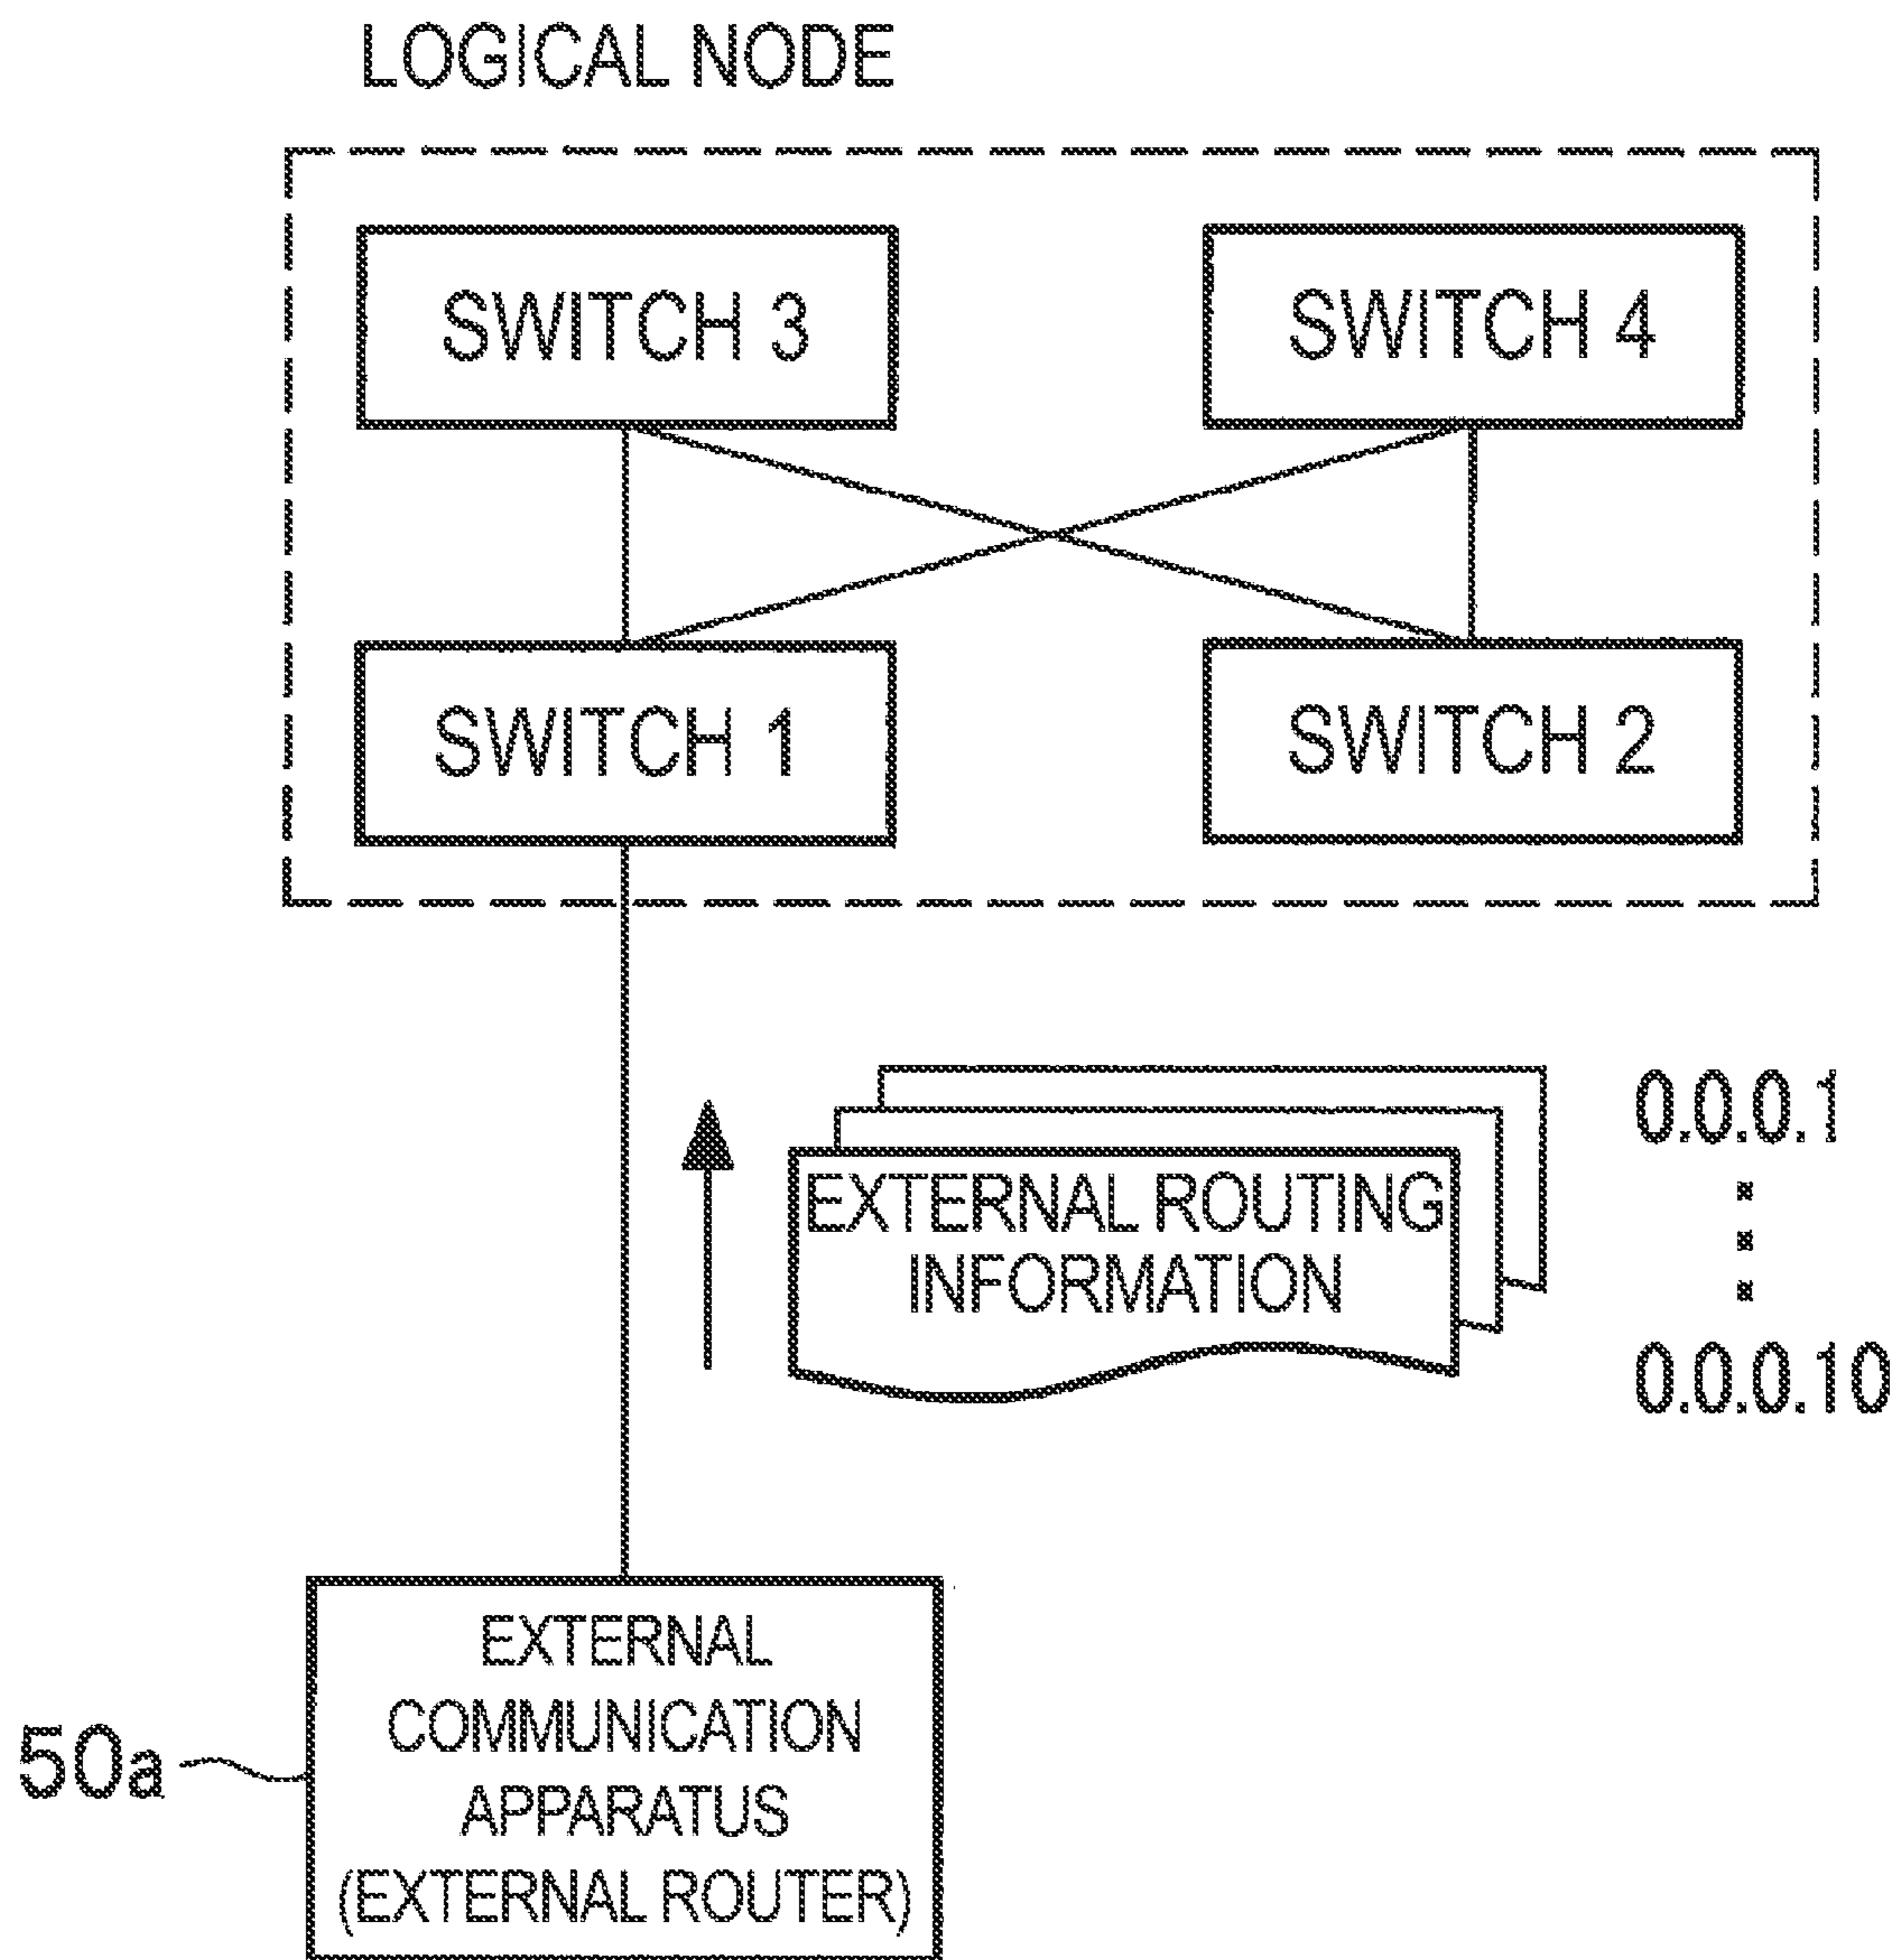 LOGICAL NODE
SWITCH 3
SWITCH 4
SWITCH 1
SWITCH 2
EXTERNAL ROUTING
INFORMATION
0.0.0.1
0.0.0.10
50a
EXTERNAL
COMMUNICATION
APPARATUS
(EXTERNAL ROUTER)